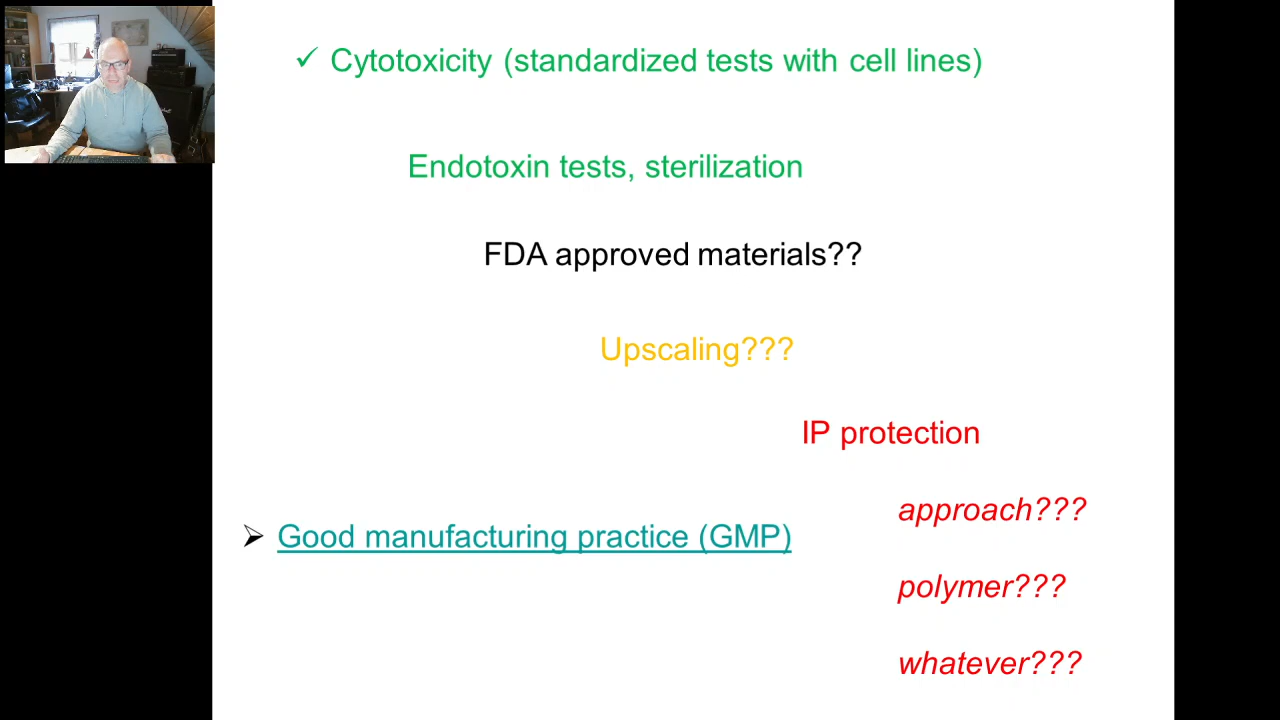 ✓ Cytotoxicity (standardized tests with cell lines)
Endotoxin tests, sterilization
FDA approved materials??
Upscaling???
IP protection
approach???
➢ Good manufacturing practice (GMP)
polymer???
whatever???